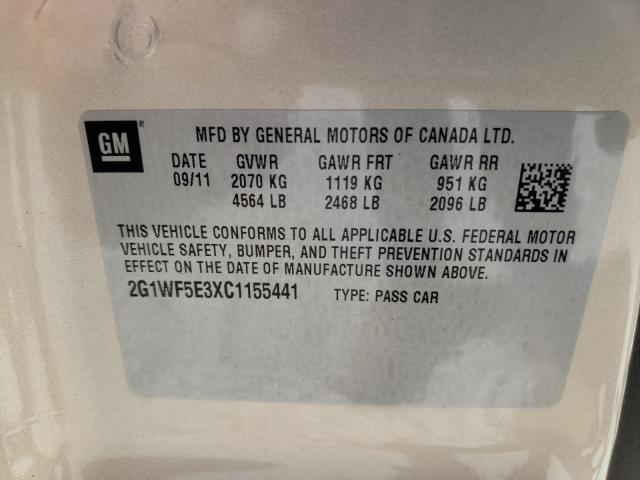 GM ®
MFD BY GENERAL MOTORS OF CANADA LTD.
DATE GVWR GAWR FRT GAWR RR
09/11 2070 KG 1119 KG 951 KG
4564 LB 2468 LB 2096 LB
THIS VEHICLE CONFORMS TO ALL APPLICABLE U.S. FEDERAL MOTOR
VEHICLE SAFETY, BUMPER, AND THEFT PREVENTION STANDARDS IN
EFFECT ON THE DATE OF MANUFACTURE SHOWN ABOVE.
2G1WF5E3XC1155441 TYPE: PASS CAR